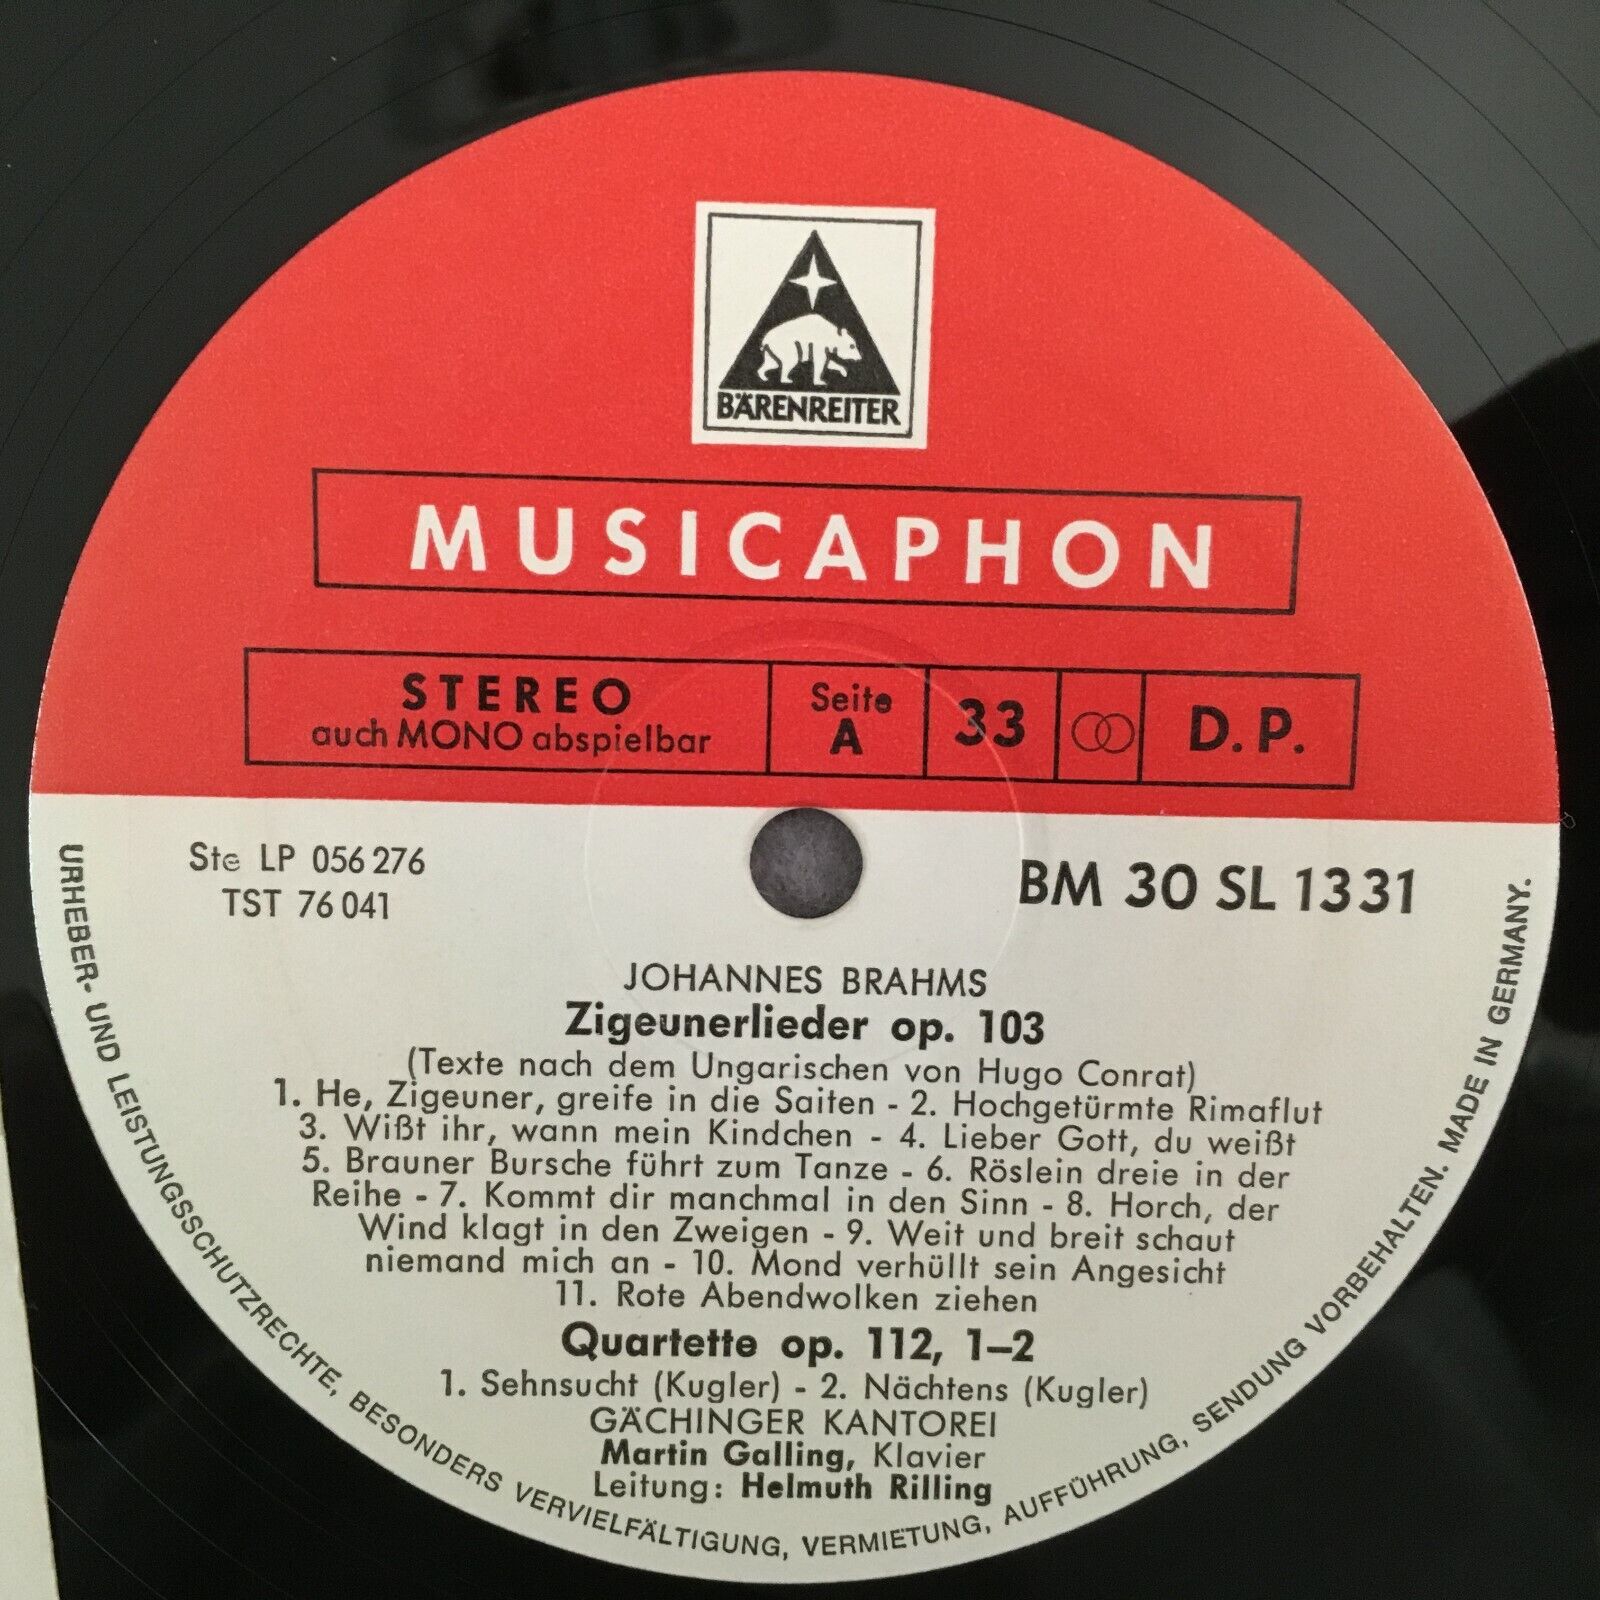 BÄRENREITER
MUSICAPHON
STEREO
auch MONO abspielbar
Seite
A
33
D.P.
Ste LP 056 276
TST 76 041
BM 30 SL 1331
JOHANNES BRAHMS
Zigeunerlieder op. 103
(Texte nach dem Ungarischen von Hugo Conrat)
1. He, Zigeuner, greife in die Saiten - 2. Hochgetürmte Rimaflut
3. Wißt ihr, wann mein Kindchen - 4. Lieber Gott, du weißt
5. Brauner Bursche führt zum Tanze - 6. Röslein dreie in der
Reihe - 7. Kommt dir manchmal in den Sinn - 8. Horch, der
Wind klagt in den Zweigen - 9. Weit und breit schaut
niemand mich an - 10. Mond verhüllt sein Angesicht
11. Rote Abendwolken ziehen
Quartette op. 112, 1-2
1. Sehnsucht (Kugler) - 2. Nächtens (Kugler)
GÄCHINGER KANTOREI
Martin Galling, Klavier
Leitung: Helmuth Rilling
URHEBER- UND LEISTUNGSSCHUTZRECHTE, BESONDERS VERVIELFÄLTIGUNG, VERMIETUNG, AUFFÜHRUNG, SENDUNG VORBEHALTEN. MADE IN GERMANY.